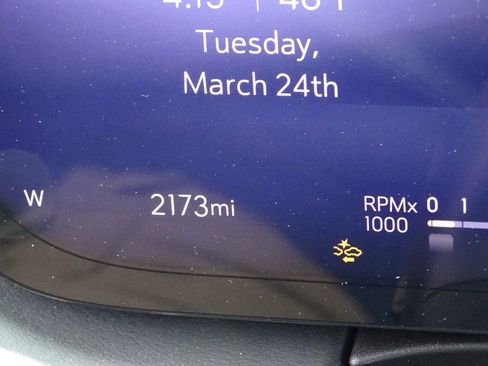 Tuesday,
March 24th
W
2173mi
RPMx 0 1
1000